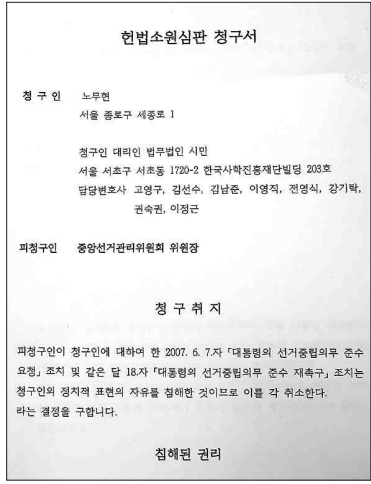 헌법소원심판 청구서
청 구 인 노무현
서울 종로구 세종로 1
청구인 대리인 법무법인 시민
서울 서초구 서초동 1720-2 한국사학진흥재단빌딩 203호
담당변호사 고영구, 김선수, 김남준, 이영직, 전영식, 강기탁,
권숙권, 이정근
피청구인 중앙선거관리위원회 위원장
청 구 취 지
피청구인이 청구인에 대하여 한 2007. 6. 7.자 「대통령의 선거중립의무 준수
요청」 조치 및 같은 달 18.자 「대통령의 선거중립의무 준수 재촉구」 조치는
청구인의 정치적 표현의 자유를 침해한 것이므로 이를 각 취소한다.
라는 결정을 구합니다.
침해된 권리